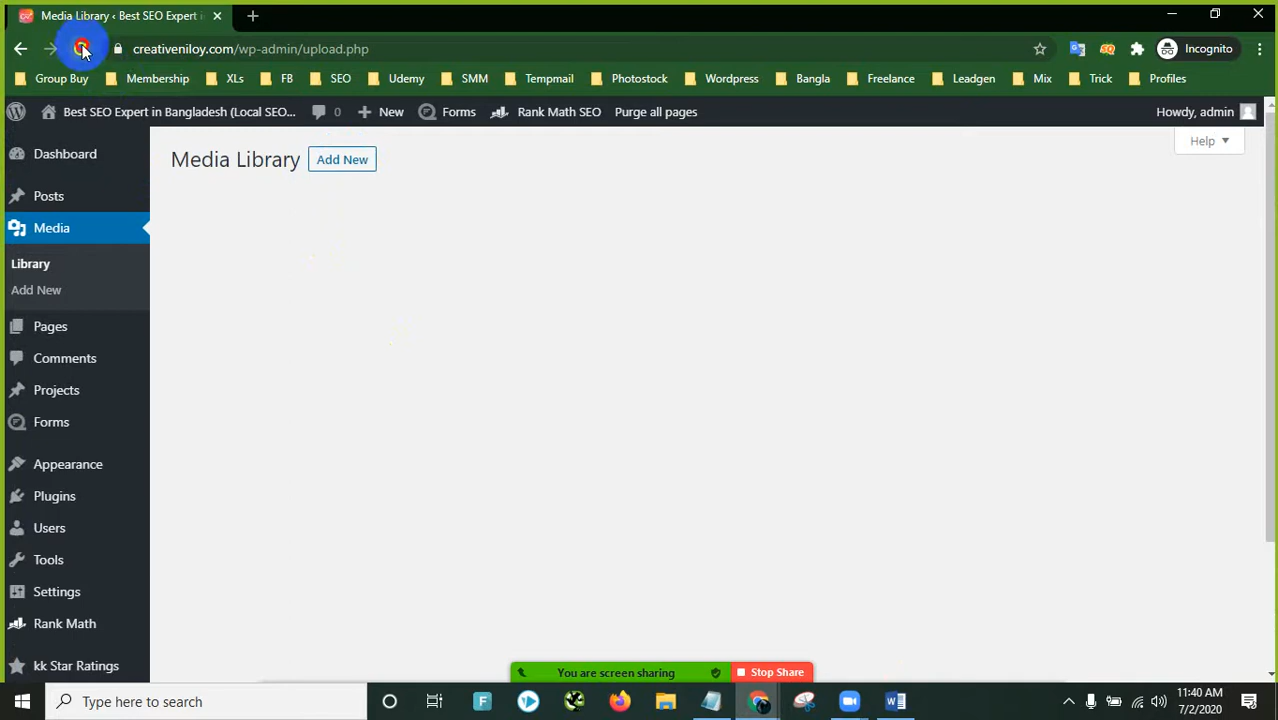 Media Library ‹ Best SEO Expert i
creativeniloy.com/wp-admin/upload.php
Incognito
Group Buy
Membership
XLs
FB
SEO
Udemy
SMM
Tempmail
Photostock
Wordpress
Bangla
Freelance
Leadgen
Mix
Trick
Profiles
Best SEO Expert in Bangladesh (Local SEO...
0
New
Forms
Rank Math SEO
Purge all pages
Howdy, admin
Dashboard
Media Library
Add New
Help
Posts
Media
Library
Add New
Pages
Comments
Projects
Forms
Appearance
Plugins
Users
Tools
Settings
Rank Math
kk Star Ratings
You are screen sharing
Stop Share
Type here to search
F
W
11:40 AM
7/2/2020